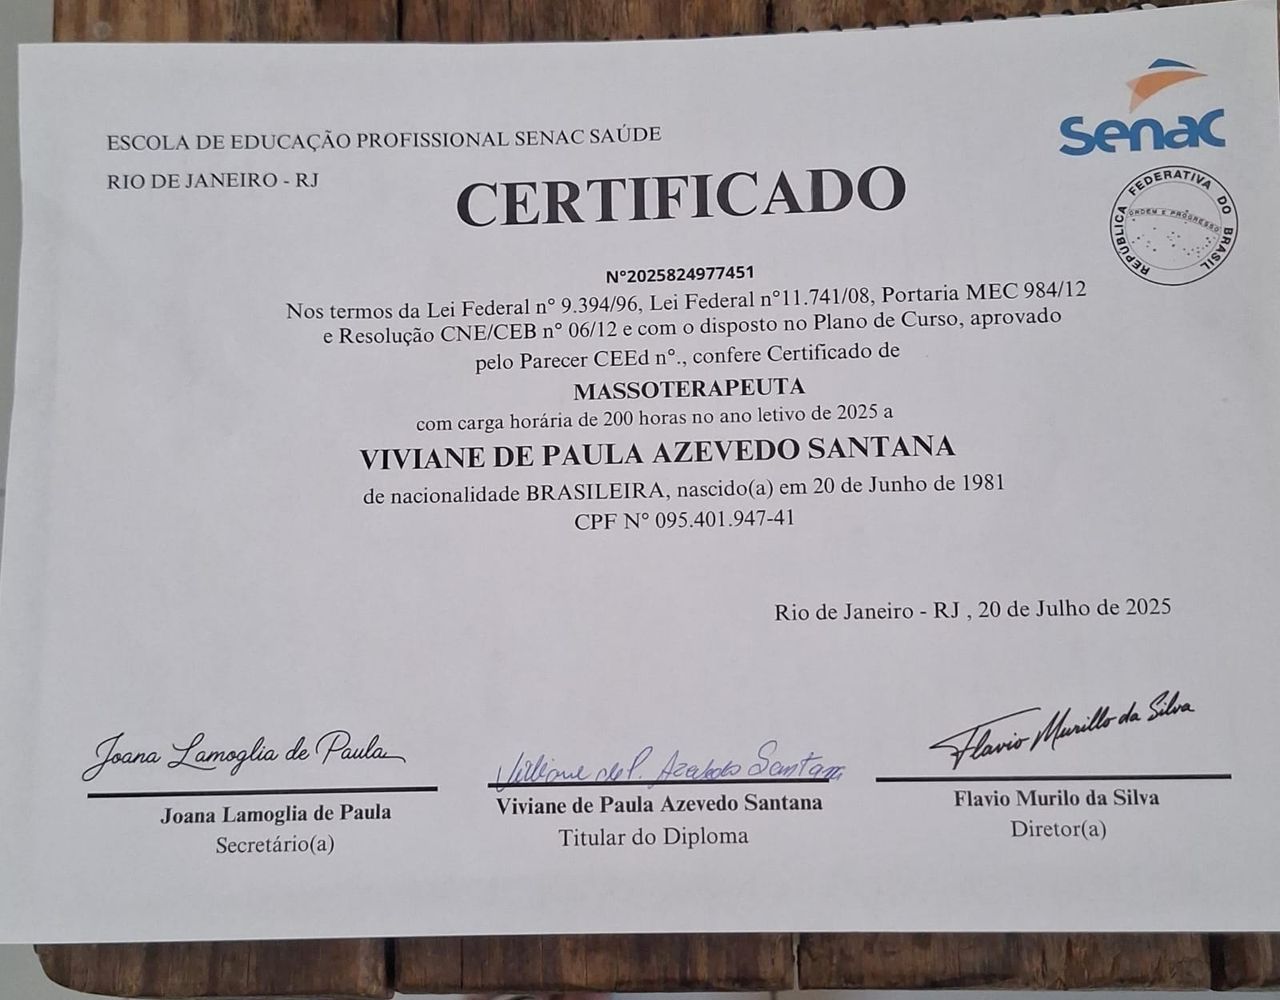 senac
ESCOLA DE EDUCAÇÃO PROFISSIONAL SENAC SAÚDE
RIO DE JANEIRO - RJ
REPÚBLICA FEDERATIVA DO BRASIL
ORDEM E PROGRESSO
CERTIFICADO
N°2025824977451
Nos termos da Lei Federal n° 9.394/96, Lei Federal n°11.741/08, Portaria MEC 984/12
e Resolução CNE/CEB n° 06/12 e com o disposto no Plano de Curso, aprovado
pelo Parecer CEEd n°., confere Certificado de
MASSOTERAPEUTA
com carga horária de 200 horas no ano letivo de 2025 a
VIVIANE DE PAULA AZEVEDO SANTANA
de nacionalidade BRASILEIRA, nascido(a) em 20 de Junho de 1981
CPF N° 095.401.947-41
Rio de Janeiro - RJ , 20 de Julho de 2025
Joana Lamoglia de Paula
Viviane de P. Azevedo Santana
Flavio Murillo da Silva
Joana Lamoglia de Paula
Secretário(a)
Viviane de Paula Azevedo Santana
Titular do Diploma
Flavio Murilo da Silva
Diretor(a)